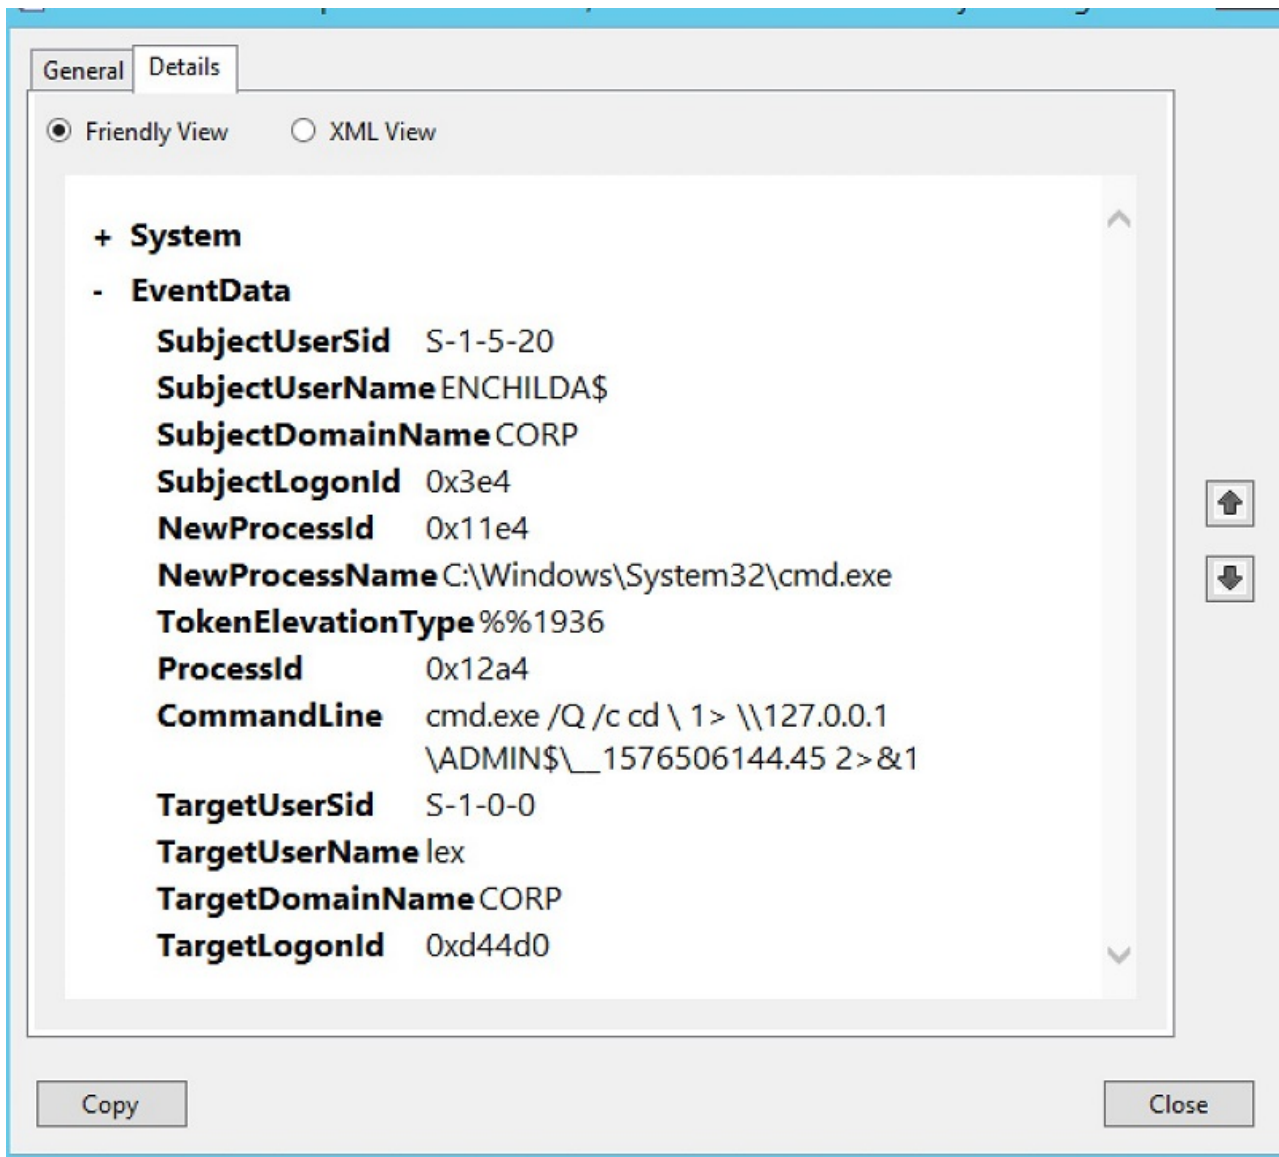 General Details
Friendly View XML View
+ System
- EventData
SubjectUserSid S-1-5-20
SubjectUserName ENCHILDA$
SubjectDomainName CORP
SubjectLogonId 0x3e4
NewProcessId 0x11e4
NewProcessName C:\Windows\System32\cmd.exe
TokenElevationType %%1936
ProcessId 0x12a4
CommandLine cmd.exe /Q /c cd \ 1> \\127.0.0.1
\ADMIN$\__1576506144.45 2>&1
TargetUserSid S-1-0-0
TargetUserName lex
TargetDomainName CORP
TargetLogonId 0xd44d0
Copy Close